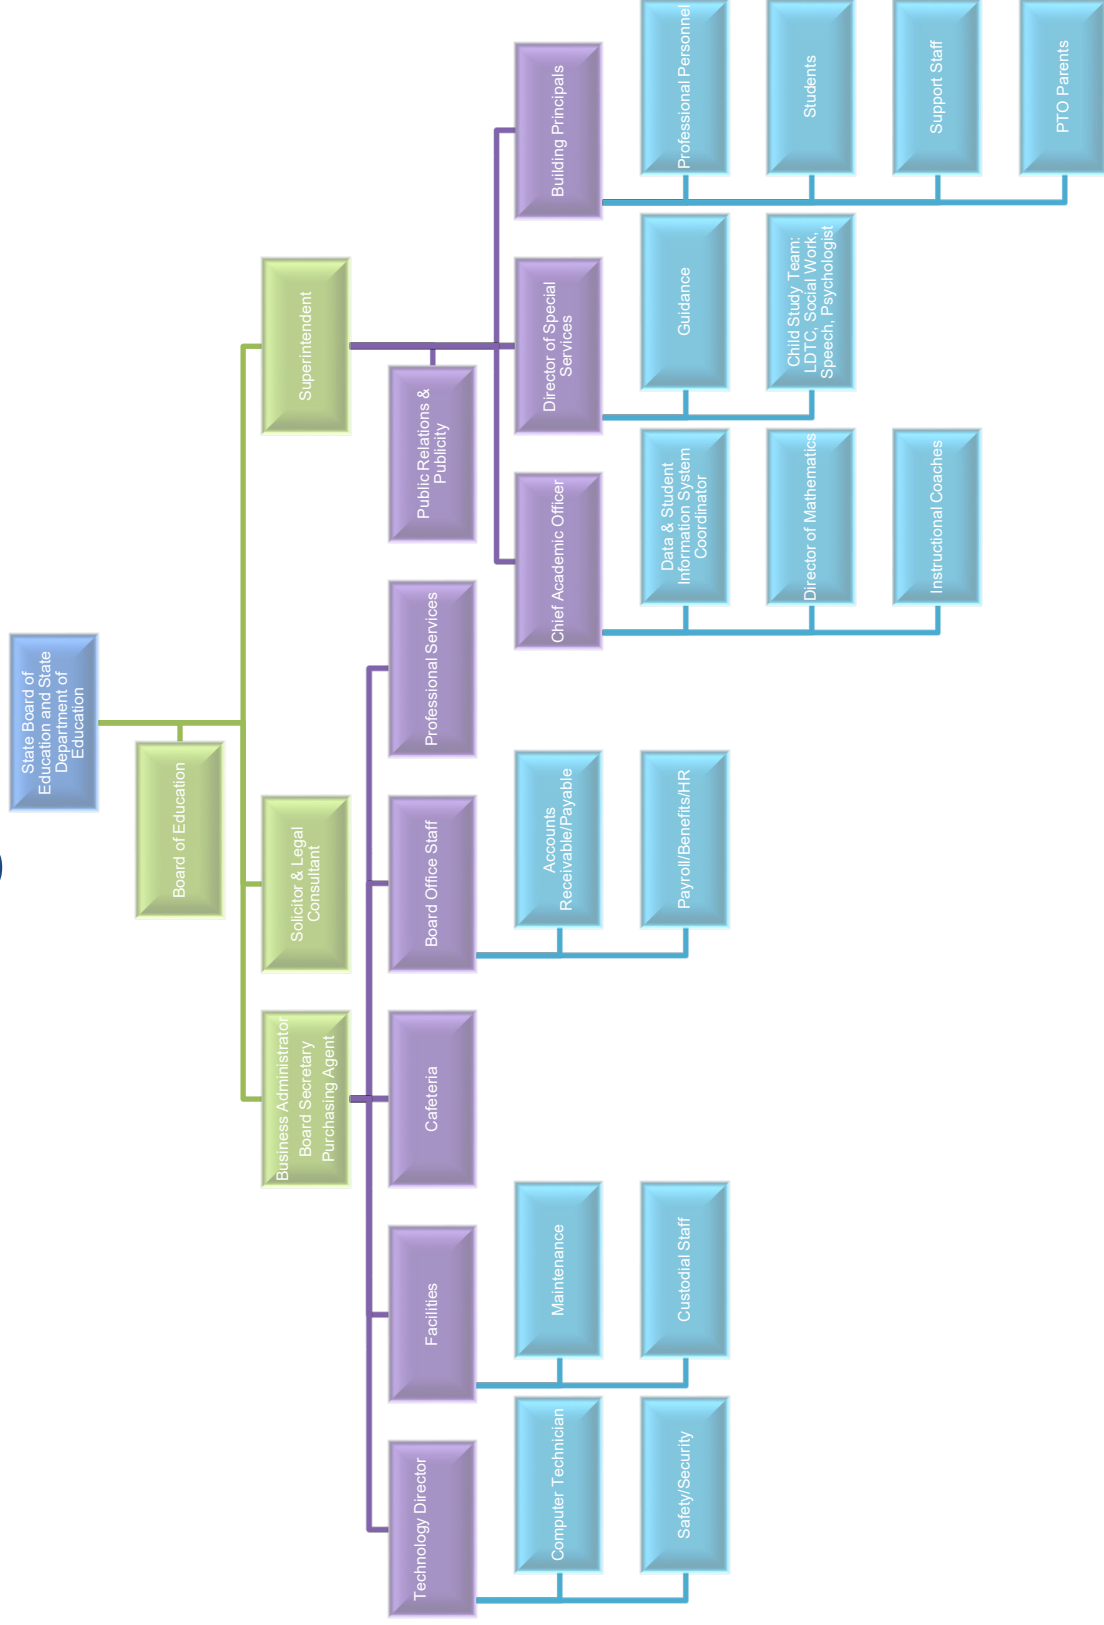 State Board of
Education and State
Department of
Education
Board of Education
Business Administrator
Board Secretary
Purchasing Agent
Solicitor & Legal
Consultant
Superintendent
Technology Director
Facilities
Cafeteria
Board Office Staff
Professional Services
Public Relations &
Publicity
Computer Technician
Safety/Security
Maintenance
Custodial Staff
Accounts
Receivable/Payable
Payroll/Benefits/HR
Chief Academic Officer
Director of Special
Services
Building Principals
Data & Student
Information System
Coordinator
Director of Mathematics
Instructional Coaches
Guidance
Child Study Team:
LDTC, Social Work,
Speech, Psychologist
Professional Personnel
Students
Support Staff
PTO Parents